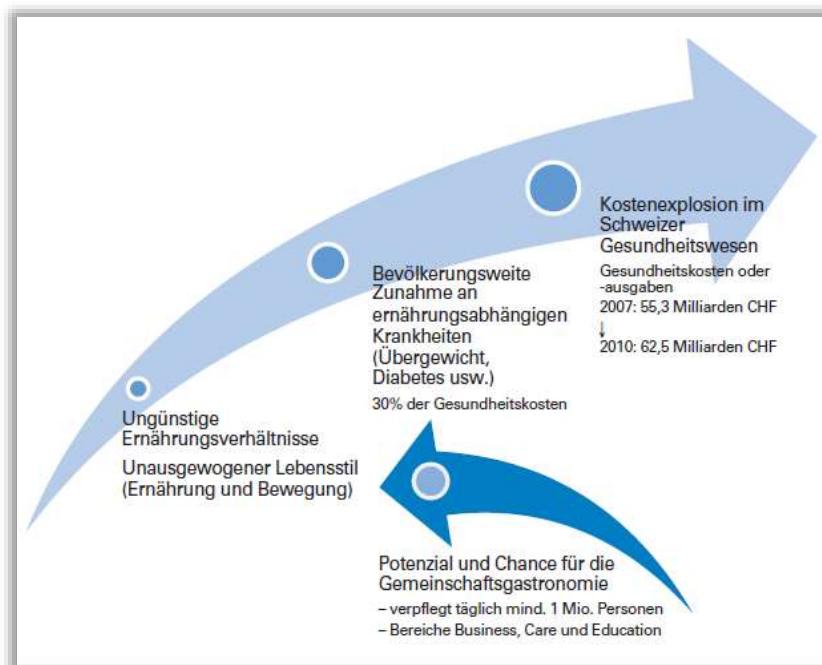 Kostenexplosion im
Schweizer
Gesundheitswesen
Gesundheitskosten oder
-ausgaben
2007: 55,3 Milliarden CHF
↓
2010: 62,5 Milliarden CHF
Bevölkerungsweite
Zunahme an
ernährungsabhängigen
Krankheiten
(Übergewicht,
Diabetes usw.)
30% der Gesundheitskosten
Ungünstige
Ernährungsverhältnisse
Unausgewogener Lebensstil
(Ernährung und Bewegung)
Potenzial und Chance für die
Gemeinschaftsgastronomie
– verpflegt täglich mind. 1 Mio. Personen
– Bereiche Business, Care und Education